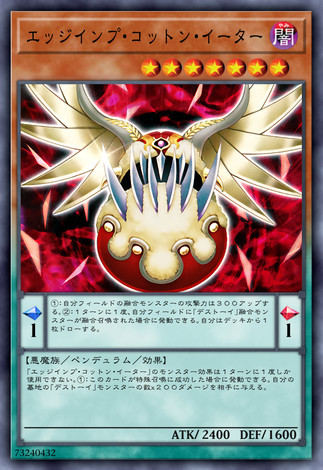 エッジインプ・コットン・イーター
闇
やみ
①:自分フィールドの融合モンスターの攻撃力は300アップす
る。②:1ターンに1度、自分フィールドに「デストーイ」融合モン
スターが融合召喚された場合に発動できる。自分はデッキから1
枚ドローする。
1
1
【悪魔族/ペンデュラム/効果】
「エッジインプ・コットン・イーター」のモンスター効果は1ターンに1度しか
使用できない。①:このカードが特殊召喚に成功した場合に発動できる。自分の
墓地の「デストーイ」モンスターの数×200ダメージを相手に与える。
ATK/2400 DEF/1600
73240432